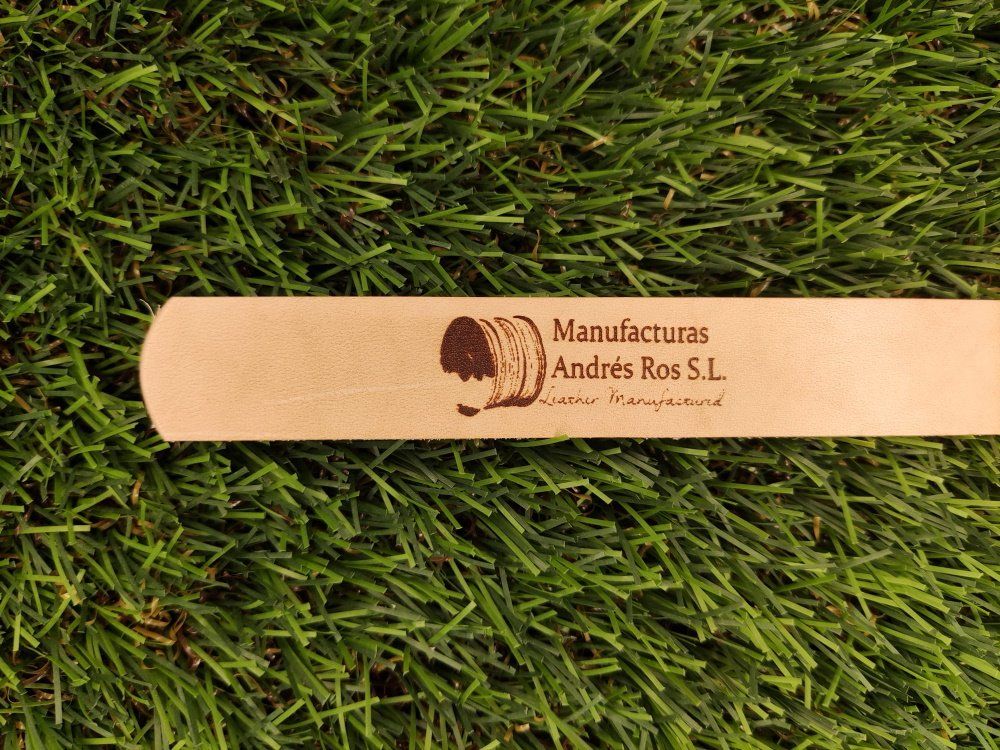 Manufacturas
Andrés Ros S.L.
Leather Manufactured